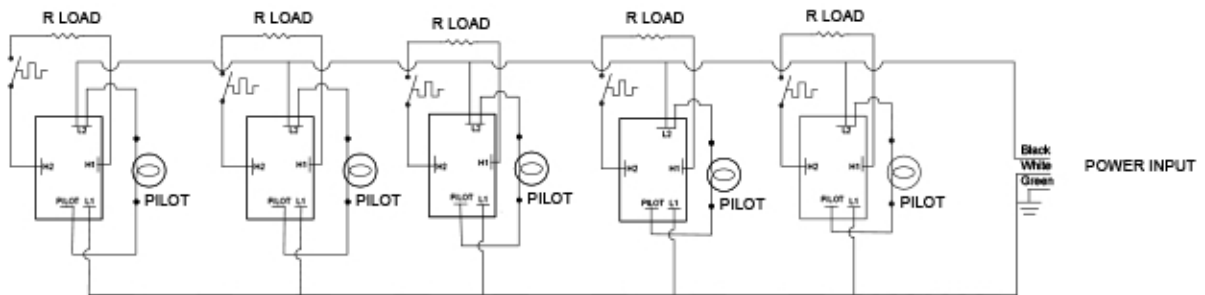 R LOAD R LOAD R LOAD R LOAD R LOAD
L2 L2 L2 L2 L2
H2 H1 H2 H1 H2 H1 H2 H1 H2 H1
PILOT L1 PILOT L1 PILOT L1 PILOT L1 PILOT L1
PILOT PILOT PILOT PILOT PILOT
Black
White
Green
POWER INPUT